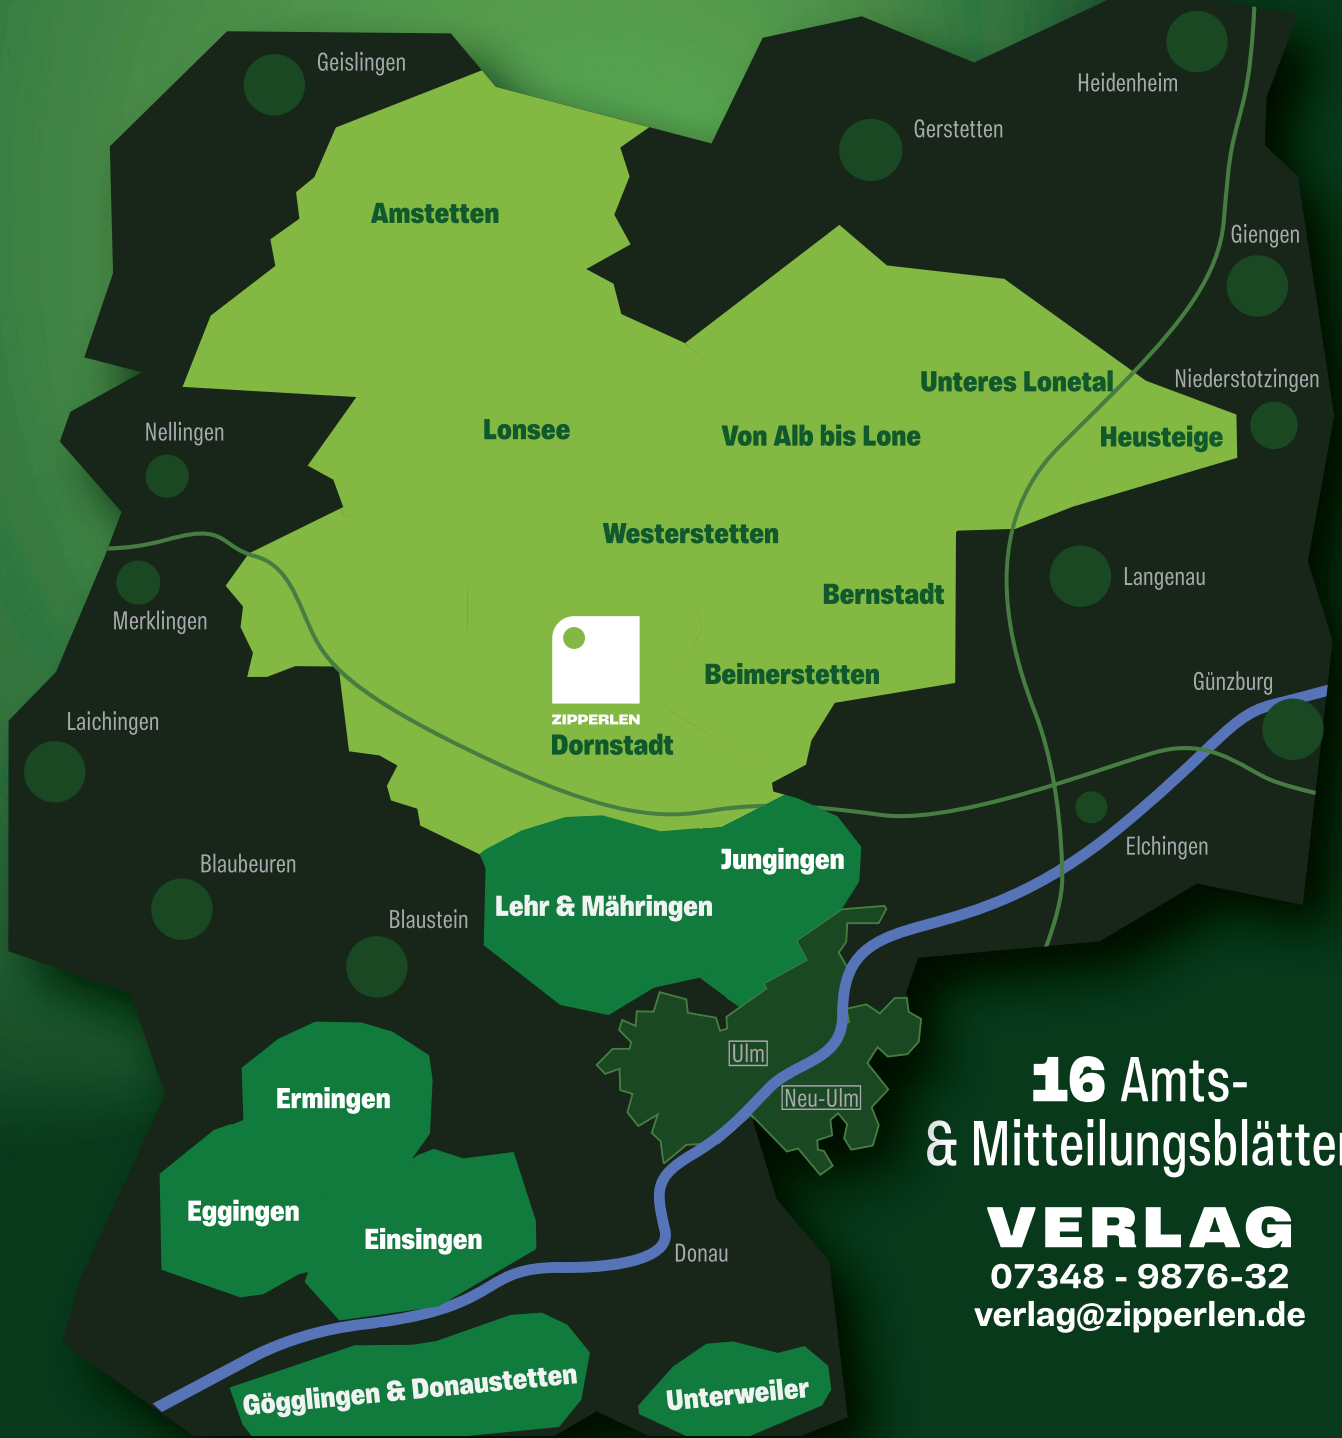 Geislingen
Heidenheim
Gerstetten
Amstetten
Giengen
Unteres Lonetal
Niederstotzingen
Lonsee
Nellingen
Von Alb bis Lone
Heusteige
Westerstetten
Langenau
Bernstadt
Merklingen
Beimerstetten
Günzburg
ZIPPERLEN
Laichingen
Dornstadt
Elchingen
Jungingen
Blaubeuren
Lehr & Mähringen
Blaustein
Ulm
Neu-Ulm
Ermingen
16 Amts-
& Mitteilungsblätter
Eggingen
Einsingen
VERLAG
Donau
07348 - 9876-32
verlag@zipperlen.de
Gögglingen & Donaustetten
Unterweiler